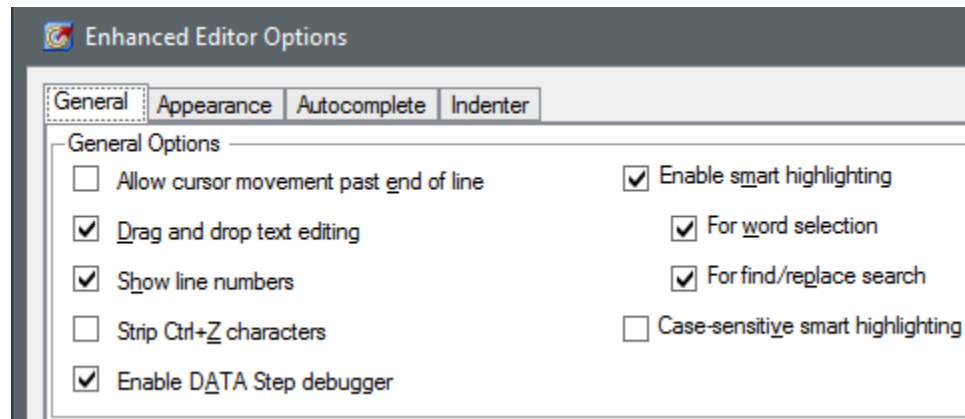 Enhanced Editor Options
General Appearance Autocomplete Indenter
General Options
Allow cursor movement past end of line
Drag and drop text editing
Show line numbers
Strip Ctrl+Z characters
Enable DATA Step debugger
Enable smart highlighting
For word selection
For find/replace search
Case-sensitive smart highlighting